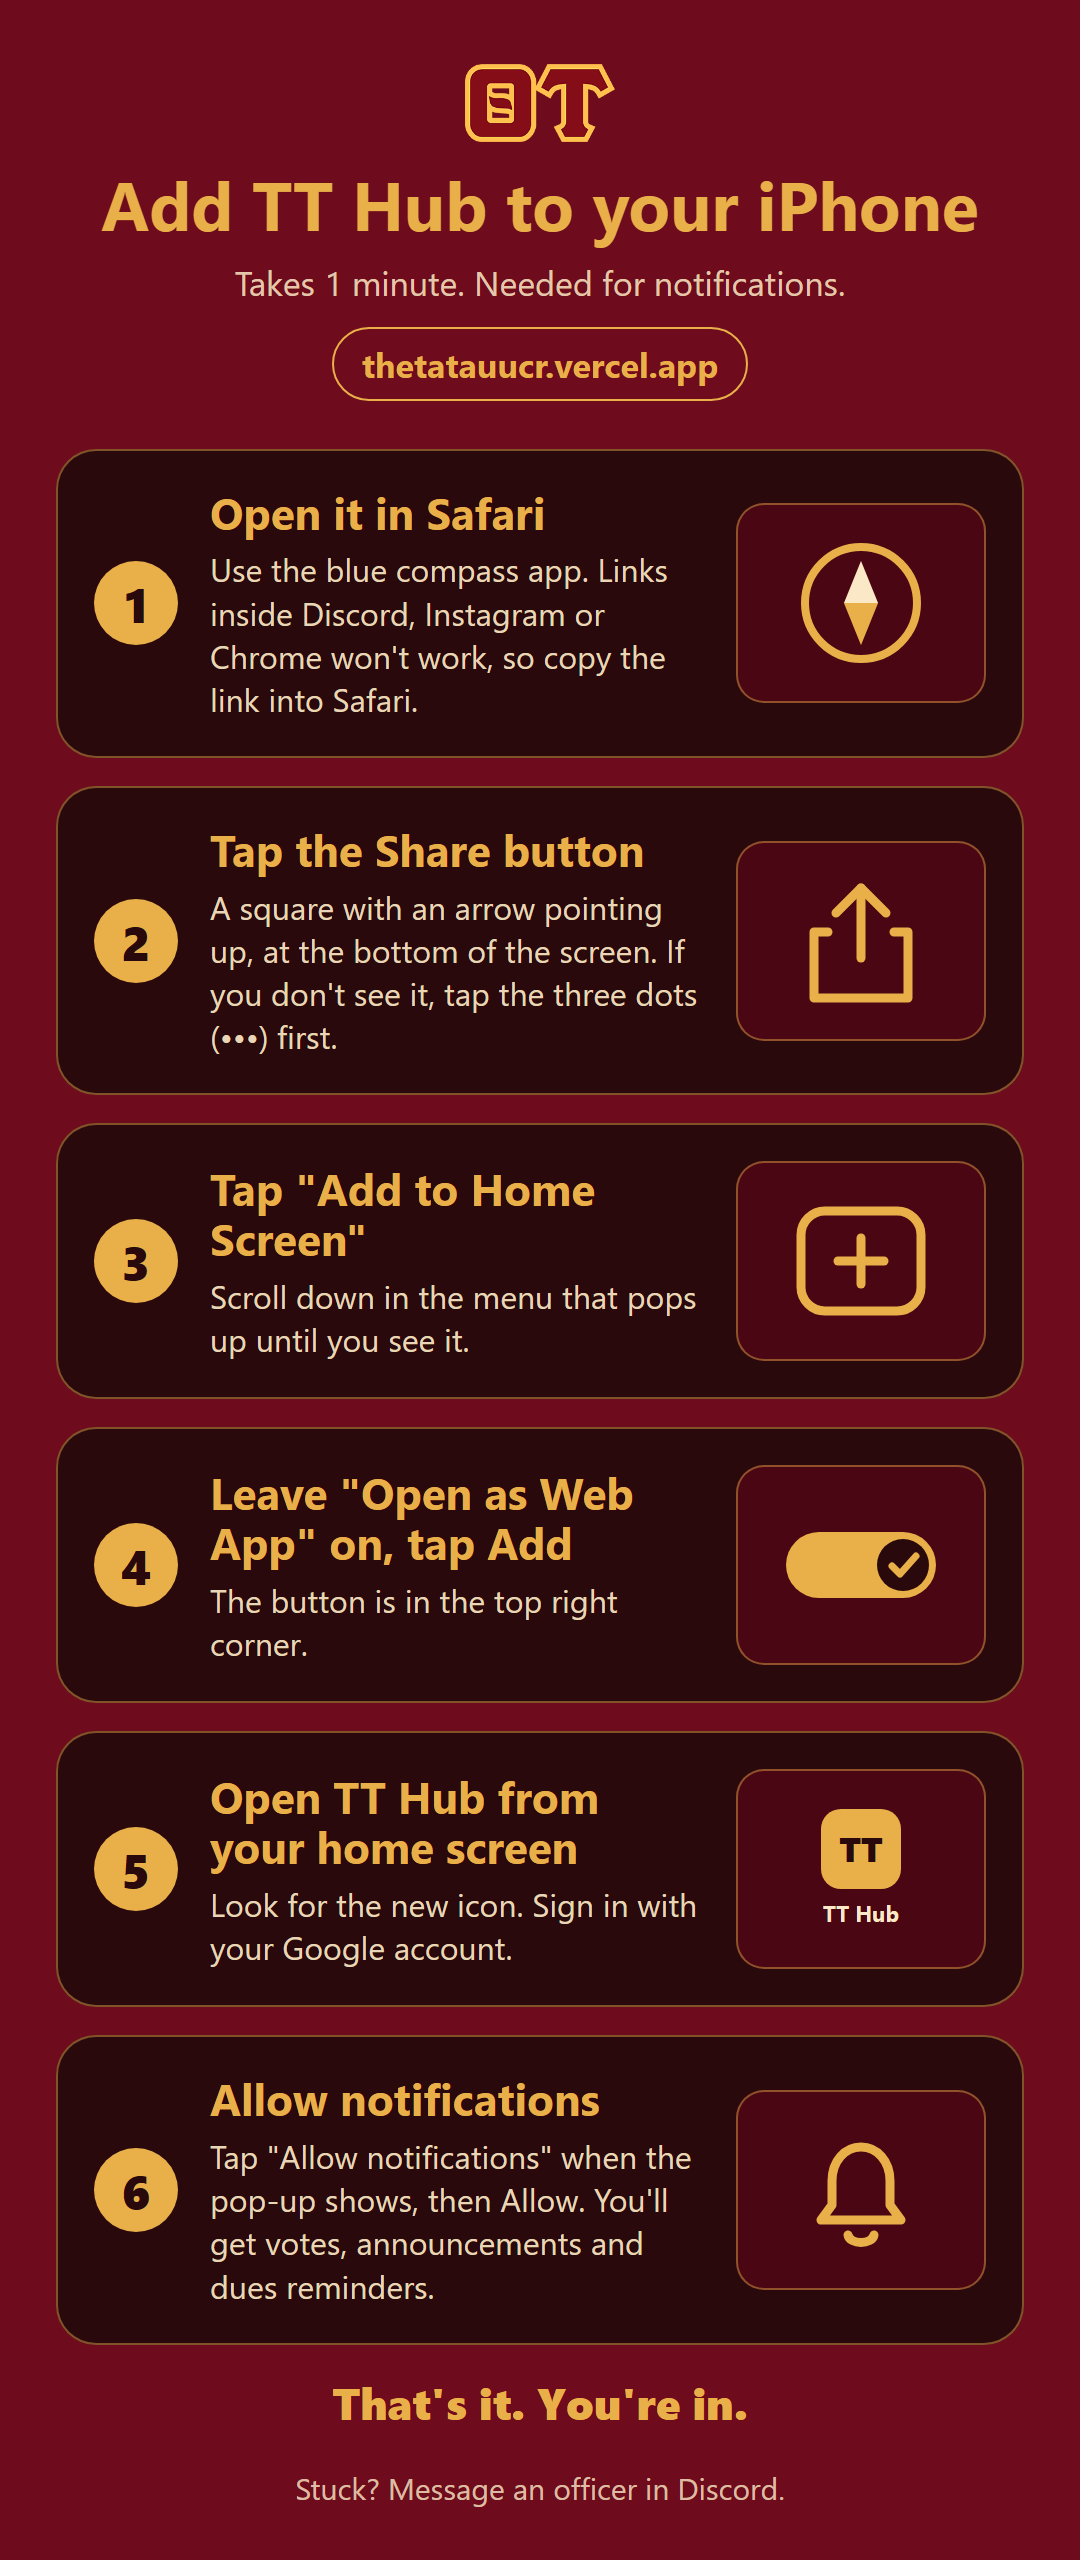 Add TT Hub to your iPhone
Takes 1 minute. Needed for notifications.
thetatauucr.vercel.app
1
Open it in Safari
Use the blue compass app. Links
inside Discord, Instagram or
Chrome won't work, so copy the
link into Safari.
2
Tap the Share button
A square with an arrow pointing
up, at the bottom of the screen. If
you don't see it, tap the three dots
(•••) first.
3
Tap "Add to Home
Screen"
Scroll down in the menu that pops
up until you see it.
4
Leave "Open as Web
App" on, tap Add
The button is in the top right
corner.
5
Open TT Hub from
your home screen
Look for the new icon. Sign in with
your Google account.
TT
TT Hub
6
Allow notifications
Tap "Allow notifications" when the
pop-up shows, then Allow. You'll
get votes, announcements and
dues reminders.
That's it. You're in.
Stuck? Message an officer in Discord.